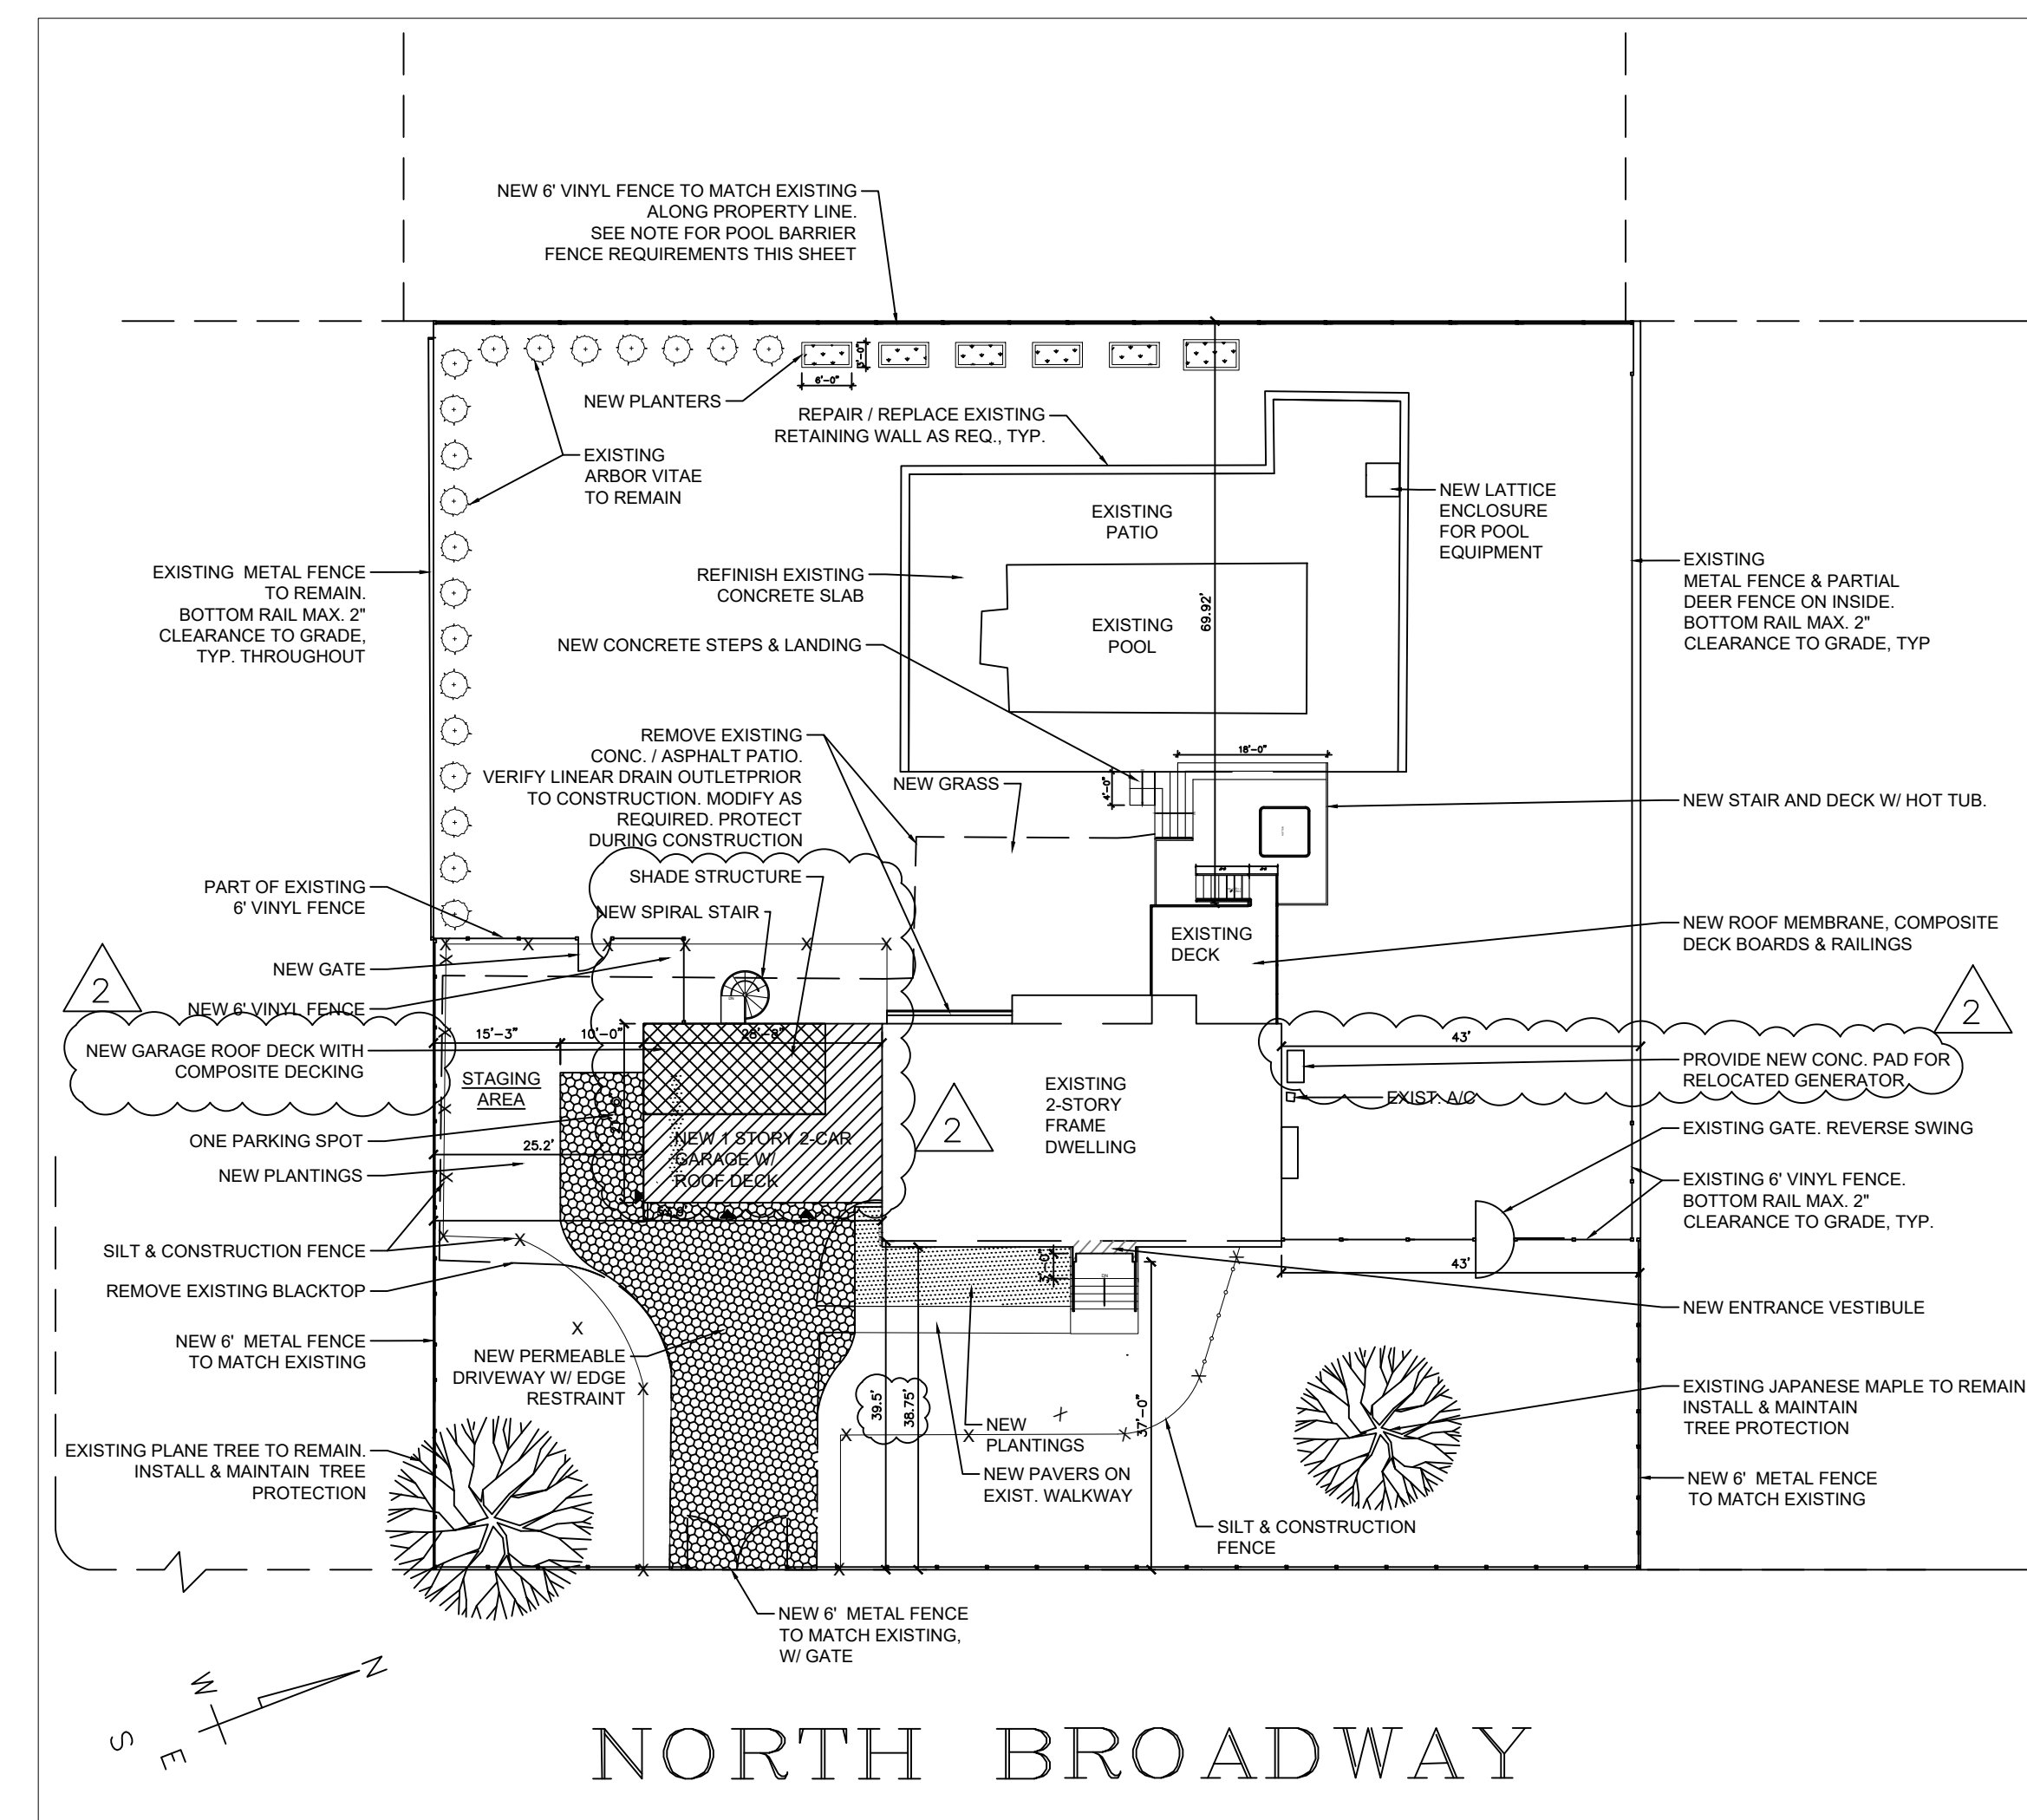 NEW 6' VINYL FENCE TO MATCH EXISTING
ALONG PROPERTY LINE.
SEE NOTE FOR POOL BARRIER
FENCE REQUIREMENTS THIS SHEET
3'-0"
6'-0"
NEW PLANTERS
REPAIR / REPLACE EXISTING
RETAINING WALL AS REQ., TYP.
EXISTING
ARBOR VITAE
TO REMAIN
NEW LATTICE
ENCLOSURE
FOR POOL
EQUIPMENT
EXISTING
PATIO
EXISTING METAL FENCE
TO REMAIN.
BOTTOM RAIL MAX. 2"
CLEARANCE TO GRADE,
TYP. THROUGHOUT
EXISTING
METAL FENCE & PARTIAL
DEER FENCE ON INSIDE.
BOTTOM RAIL MAX. 2"
CLEARANCE TO GRADE, TYP
REFINISH EXISTING
CONCRETE SLAB
69.92'
EXISTING
POOL
NEW CONCRETE STEPS & LANDING
REMOVE EXISTING
CONC. / ASPHALT PATIO.
VERIFY LINEAR DRAIN OUTLETPRIOR
TO CONSTRUCTION. MODIFY AS
REQUIRED. PROTECT
DURING CONSTRUCTION
18'-0"
4'-0"
NEW GRASS
NEW STAIR AND DECK W/ HOT TUB.
SHADE STRUCTURE
PART OF EXISTING
6' VINYL FENCE
NEW SPIRAL STAIR
EXISTING
DECK
NEW ROOF MEMBRANE, COMPOSITE
DECK BOARDS & RAILINGS
NEW GATE
2
2
DN
NEW 6' VINYL FENCE
15'-3"
10'-0"
28'-8"
43'
NEW GARAGE ROOF DECK WITH
COMPOSITE DECKING
STAGING
AREA
EXISTING
2-STORY
FRAME
DWELLING
PROVIDE NEW CONC. PAD FOR
RELOCATED GENERATOR
EXIST. A/C
ONE PARKING SPOT
NEW 1 STORY 2-CAR
GARAGE W/
ROOF DECK
2
EXISTING GATE. REVERSE SWING
25.2'
NEW PLANTINGS
EXISTING 6' VINYL FENCE.
BOTTOM RAIL MAX. 2"
CLEARANCE TO GRADE, TYP.
SILT & CONSTRUCTION FENCE
43'
DN
REMOVE EXISTING BLACKTOP
NEW ENTRANCE VESTIBULE
NEW 6' METAL FENCE
TO MATCH EXISTING
NEW PERMEABLE
DRIVEWAY W/ EDGE
RESTRAINT
39.5'
38.75'
37'-0"
EXISTING JAPANESE MAPLE TO REMAIN
INSTALL & MAINTAIN
TREE PROTECTION
NEW
PLANTINGS
EXISTING PLANE TREE TO REMAIN.
INSTALL & MAINTAIN TREE
PROTECTION
NEW PAVERS ON
EXIST. WALKWAY
NEW 6' METAL FENCE
TO MATCH EXISTING
SILT & CONSTRUCTION
FENCE
NEW 6' METAL FENCE
TO MATCH EXISTING,
W/ GATE
N
W
S
E
NORTH BROADWAY